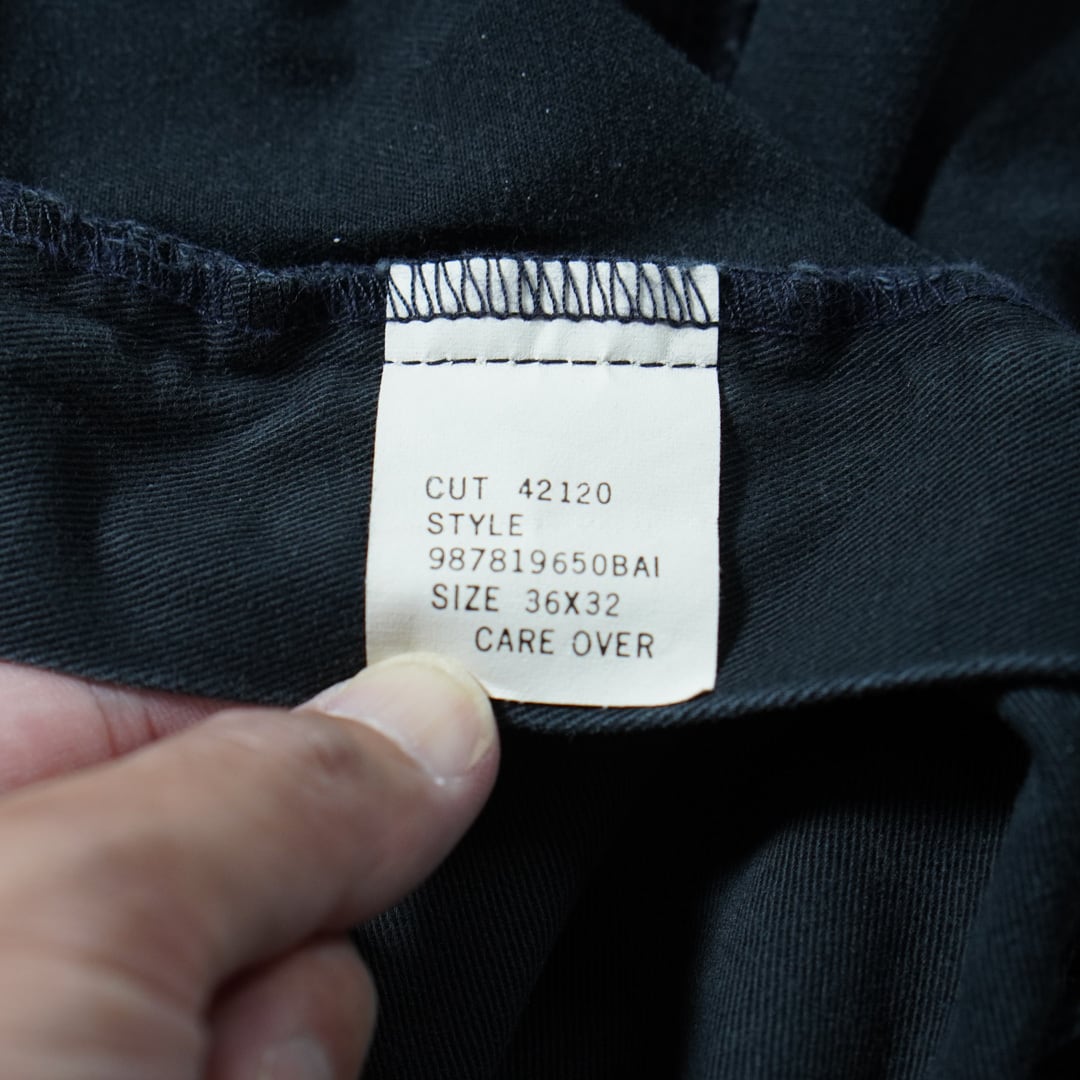 CUT 42120
STYLE
987819650BAI
SIZE 36X32
CARE OVER